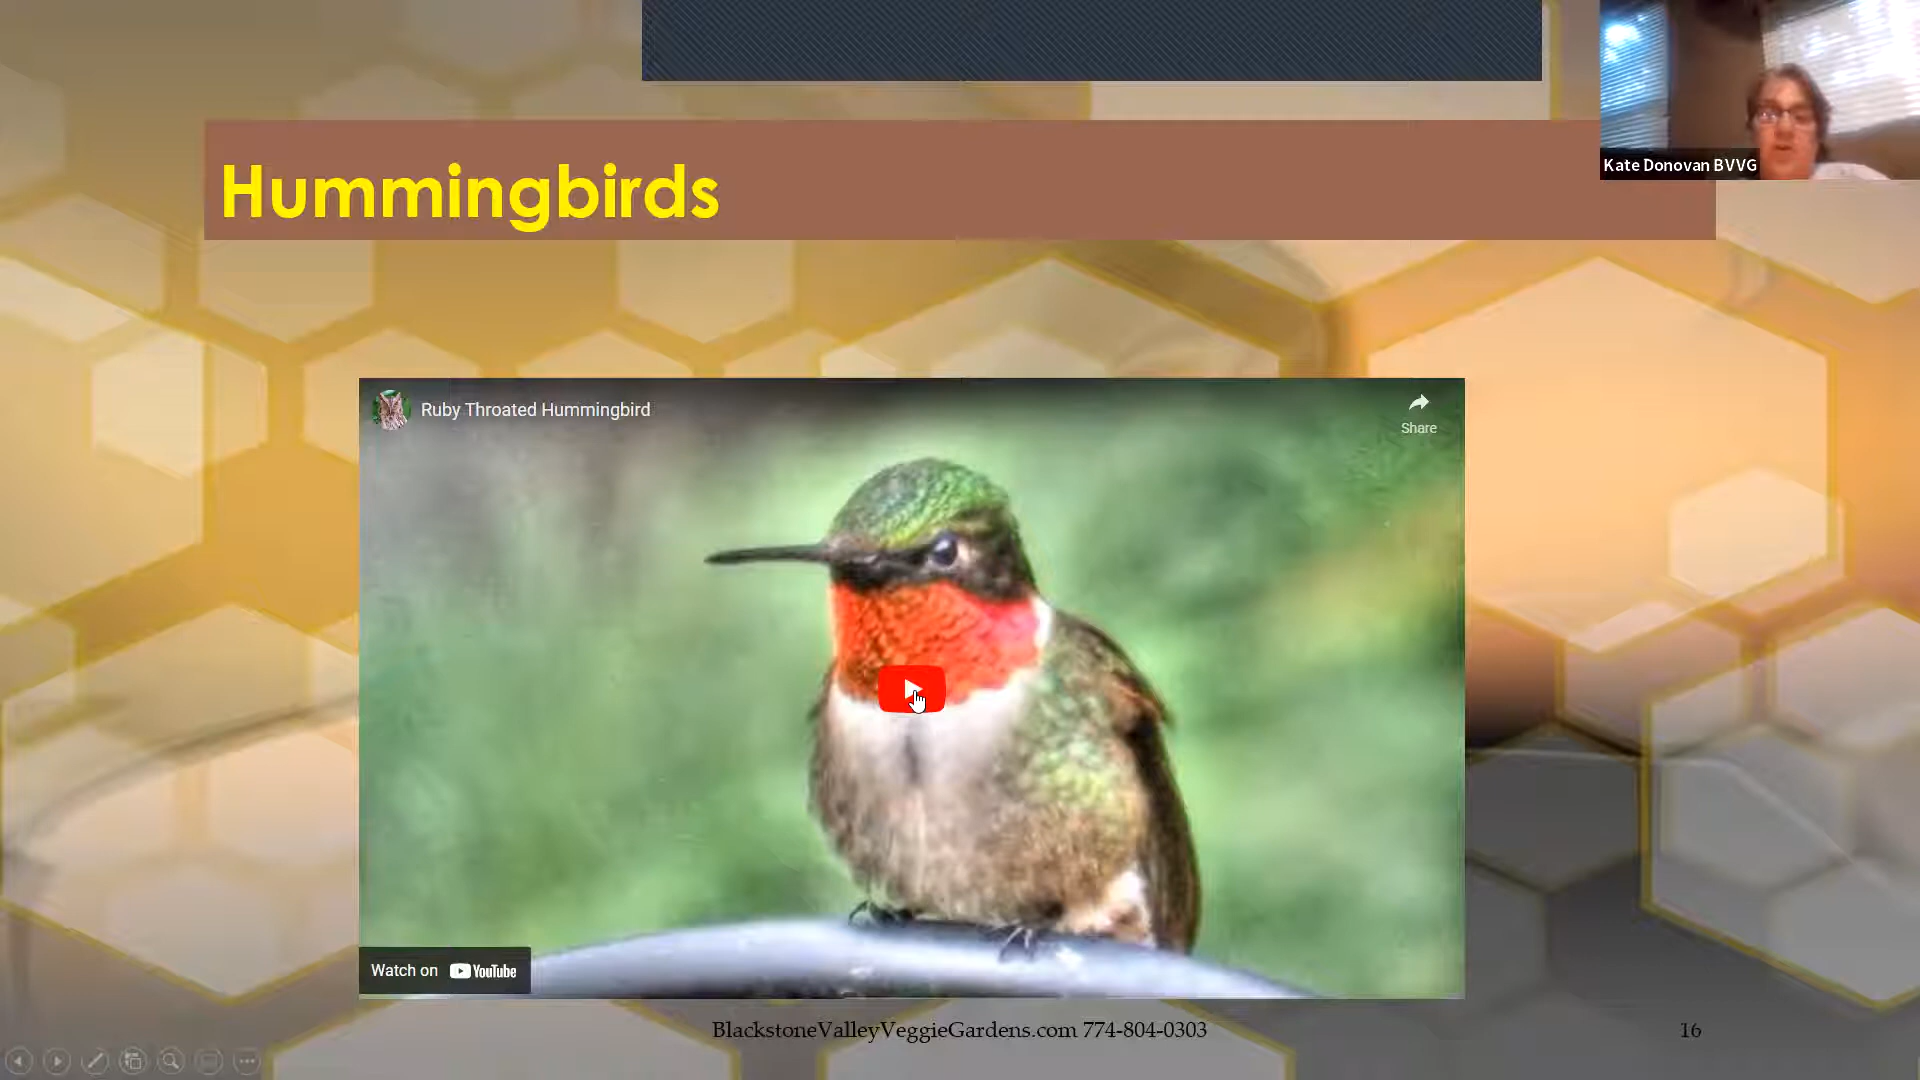 Kate Donovan BVVG
Hummingbirds
Ruby Throated Hummingbird
Share
Watch on YouTube
BlackstoneValleyVeggieGardens.com 774-804-0303
16